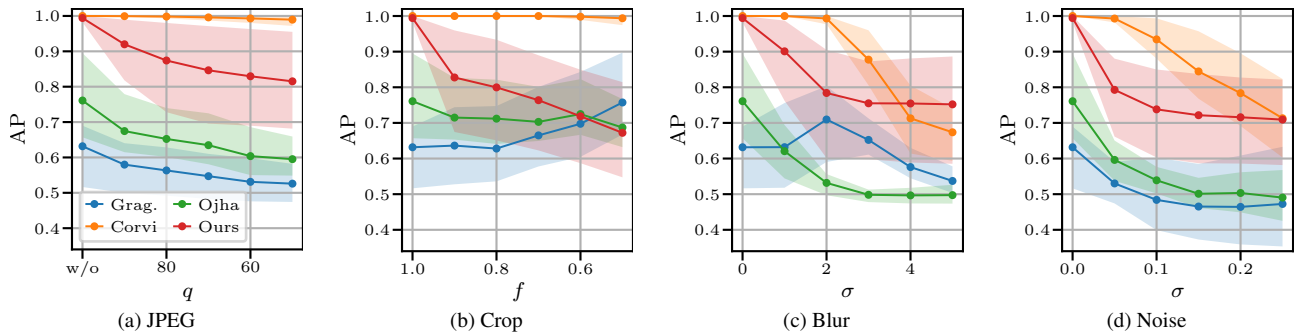 1.0
0.9
0.8
0.7
0.6
0.5
0.4
AP
Grag.
Corvi
Ojha
Ours
w/o 80 60
q
(a) JPEG
1.0
0.9
0.8
0.7
0.6
0.5
0.4
AP
1.0 0.8 0.6
f
(b) Crop
1.0
0.9
0.8
0.7
0.6
0.5
0.4
AP
0 2 4
σ
(c) Blur
1.0
0.9
0.8
0.7
0.6
0.5
0.4
AP
0.0 0.1 0.2
σ
(d) Noise